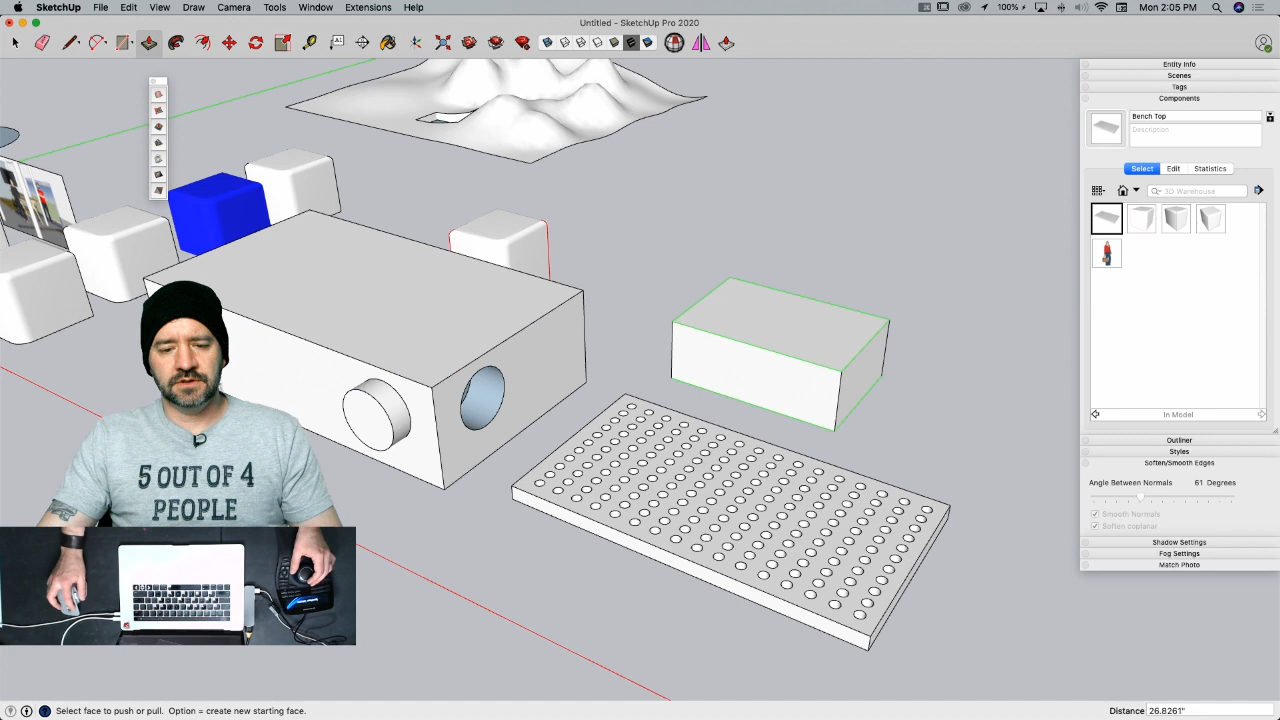 SketchUp File Edit View Draw Camera Tools Window Extensions Help 100% Mon 2:05 PM
Untitled - SketchUp Pro 2020
Entity Info
Scenes
Tags
Components
Bench Top
Description
Select Edit Statistics
3D Warehouse
In Model
Outliner
Styles
Soften/Smooth Edges
Angle Between Normals 61 Degrees
Smooth Normals
Soften coplanar
Shadow Settings
Fog Settings
Match Photo
5 OUT OF 4
PEOPLE
Select face to push or pull. Option = create new starting face. Distance 26.8261"